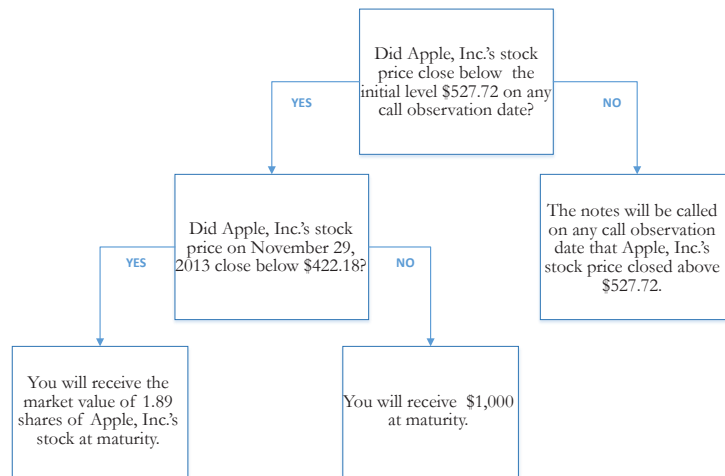 Did Apple, Inc.'s stock
price close below the
initial level $527.72 on any
call observation date?
YES
NO
Did Apple, Inc.'s stock
price on November 29,
2013 close below $422.18?
The notes will be called
on any call observation
date that Apple, Inc.'s
stock price closed above
$527.72.
YES
NO
You will receive the
market value of 1.89
shares of Apple, Inc.'s
stock at maturity.
You will receive $1,000
at maturity.